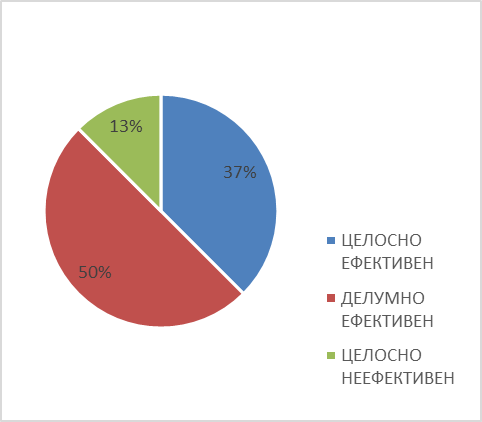 13%
37%
50%
ЦЕЛОСНО
ЕФЕКТИВЕН
ДЕЛУМНО
ЕФЕКТИВЕН
ЦЕЛОСНО
НЕЕФЕКТИВЕН